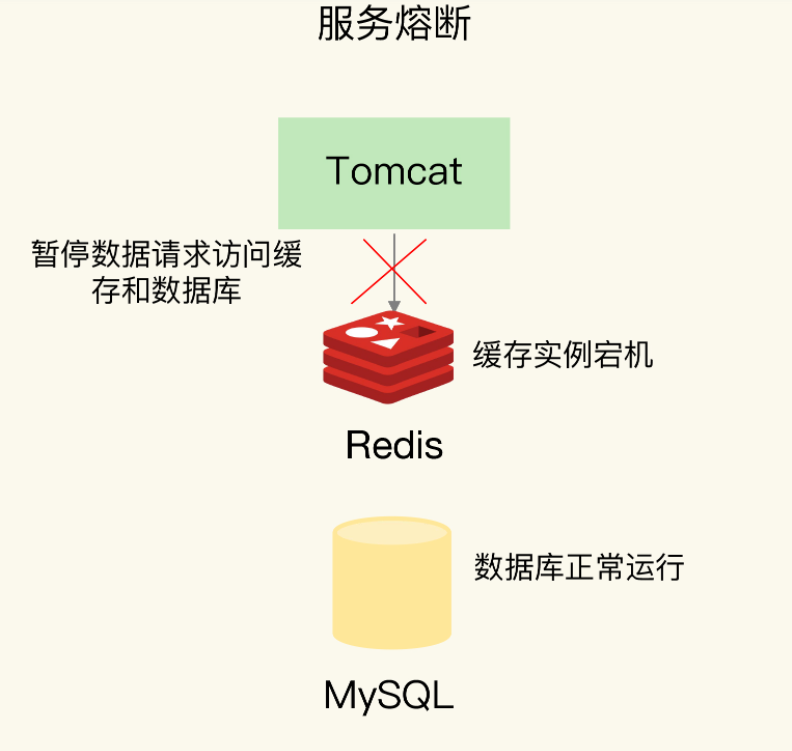 服务熔断
Tomcat
暂停数据请求访问缓
存和数据库
缓存实例宕机
Redis
数据库正常运行
MySQL